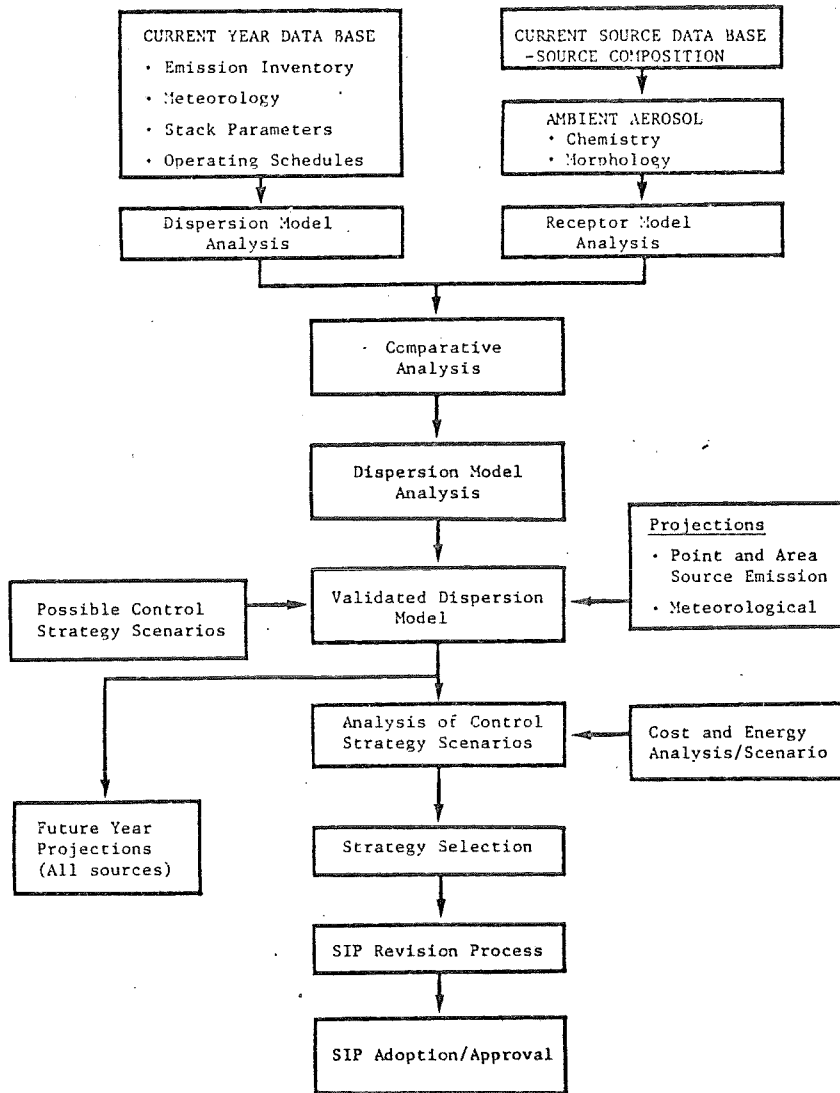 CURRENT YEAR DATA BASE
· Emission Inventory
· Meteorology
· Stack Parameters
· Operating Schedules
CURRENT SOURCE DATA BASE
-SOURCE COMPOSITION
AMBIENT AEROSOL
· Chemistry
· Morphology
Dispersion Model
Analysis
Receptor Model
Analysis
Comparative
Analysis
Dispersion Model
Analysis
Projections
· Point and Area
Source Emission
· Meteorological
Possible Control
Strategy Scenarios
Validated Dispersion
Model
Analysis of Control
Strategy Scenarios
Cost and Energy
Analysis/Scenario
Future Year
Projections
(All sources)
Strategy Selection
SIP Revision Process
SIP Adoption/Approval